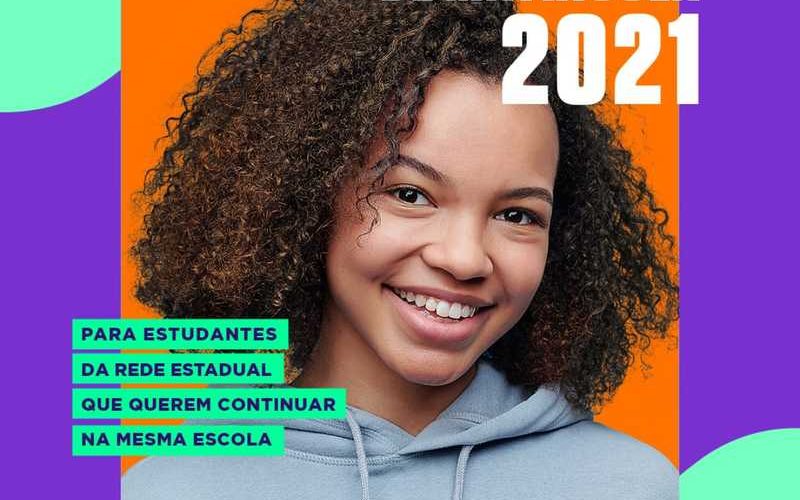 2021
PARA ESTUDANTES
DA REDE ESTADUAL
QUE QUEREM CONTINUAR
NA MESMA ESCOLA